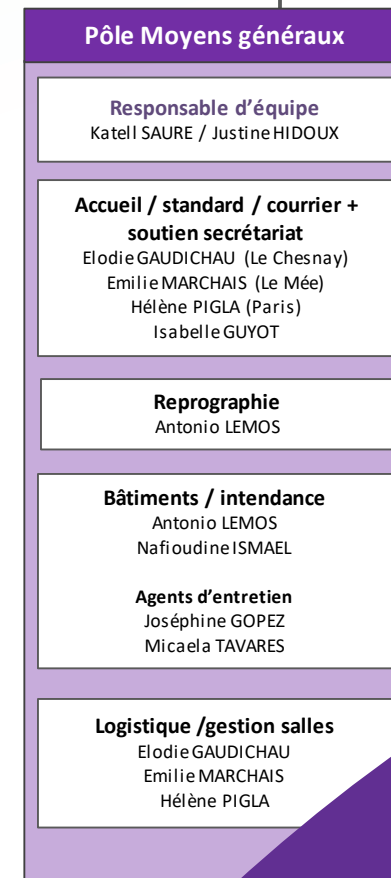 Pôle Moyens généraux
Responsable d'équipe
Katell SAURE / Justine HIDOUX
Accueil / standard / courrier +
soutien secrétariat
Elodie GAUDICHAU (Le Chesnay)
Emilie MARCHAIS (Le Mée)
Hélène PIGLA (Paris)
Isabelle GUYOT
Reprographie
Antonio LEMOS
Bâtiments / intendance
Antonio LEMOS
Nafioudine ISMAEL
Agents d'entretien
Joséphine GOPEZ
Micaela TAVARES
Logistique /gestion salles
Elodie GAUDICHAU
Emilie MARCHAIS
Hélène PIGLA